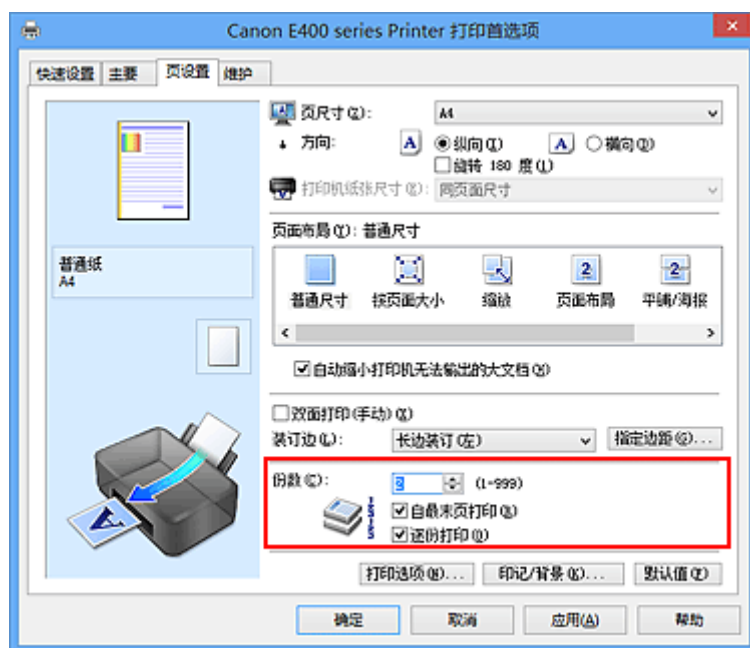 Canon E400 series Printer 打印首选项
快速设置 主要 页设置 维护
页尺寸(Z): A4
方向: A 纵向(T) A 横向(D)
旋转 180 度(L)
打印机纸张尺寸(R): 同页面尺寸
页面布局(Y): 普通尺寸
普通纸
A4
2 2
普通尺寸 按页面大小 缩放 页面布局 平铺/海报
自动缩小打印机无法输出的大文档(V)
双面打印(手动)(X)
装订边(L): 长边装订(左) 指定边距(G)...
份数(C): (1-999)
自最末页打印(R)
逐份打印(O)
打印选项(N)... 印记/背景(K)... 默认值(F)
确定 取消 应用(A) 帮助